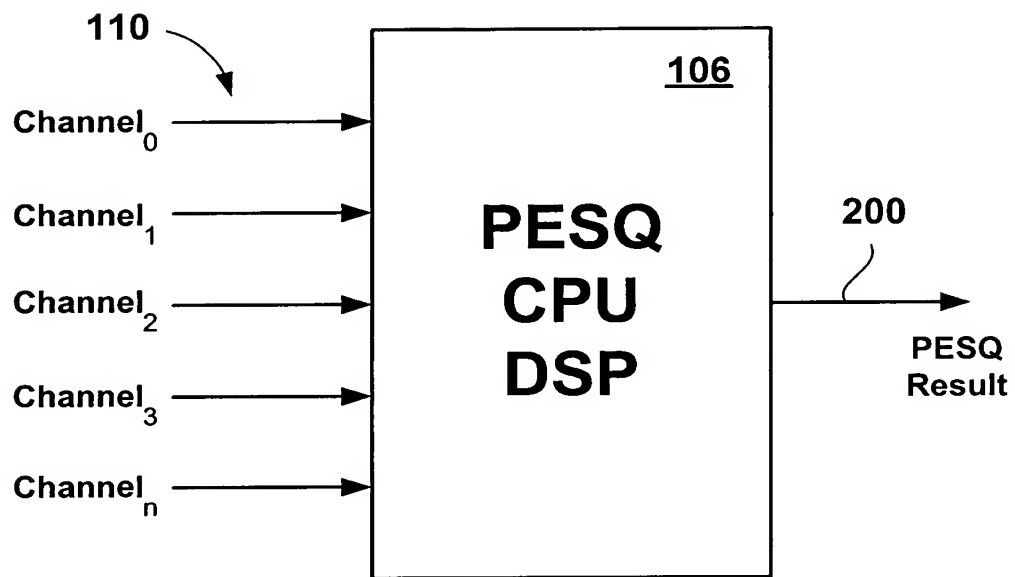 110
106
Channel0
Channel1
Channel2
Channel3
Channeln
PESQ
CPU
DSP
200
PESQ
Result